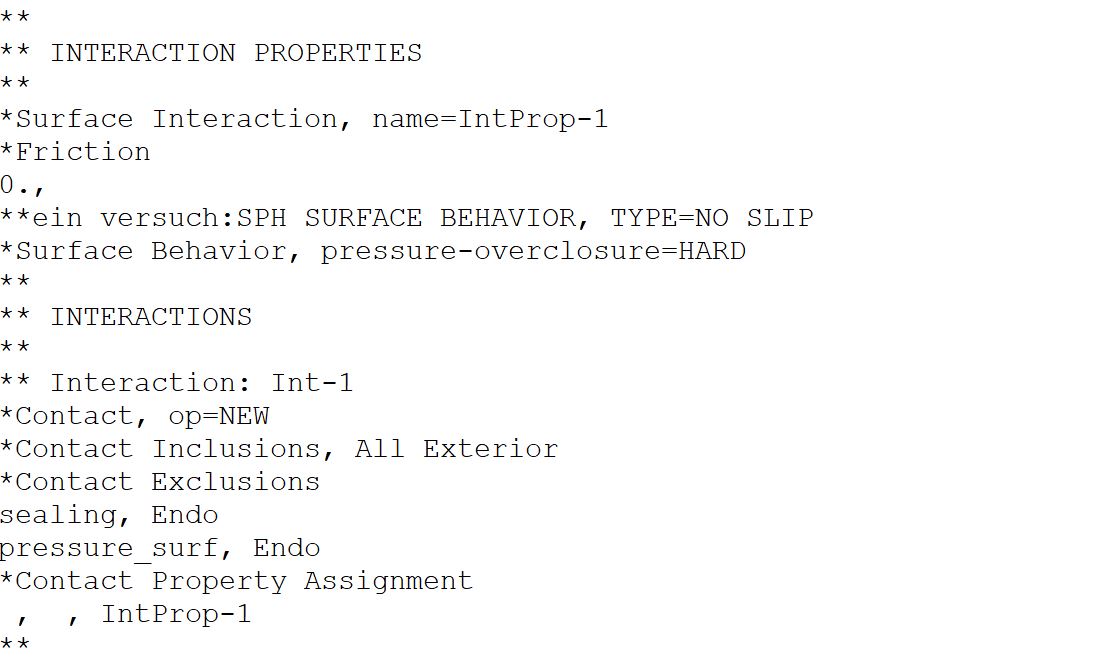 **
** INTERACTION PROPERTIES
**
*Surface Interaction, name=IntProp-1
*Friction
0.,
**ein versuch:SPH SURFACE BEHAVIOR, TYPE=NO SLIP
*Surface Behavior, pressure-overclosure=HARD
**
** INTERACTIONS
**
** Interaction: Int-1
*Contact, op=NEW
*Contact Inclusions, All Exterior
*Contact Exclusions
sealing, Endo
pressure_surf, Endo
*Contact Property Assignment
 ,  , IntProp-1
**